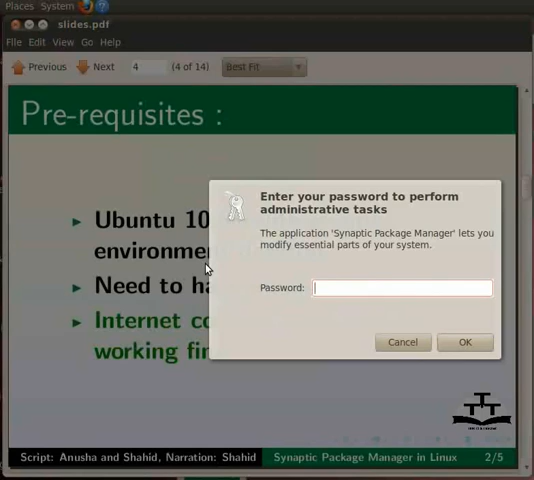 Places System
slides.pdf
File Edit View Go Help
Previous Next 4 (4 of 14) Best Fit
Pre-requisites :
Enter your password to perform
administrative tasks
The application 'Synaptic Package Manager' lets you
modify essential parts of your system.
Password:
Cancel OK
Ubuntu 10
environme
Need to ha
Internet co
working fin
Script: Anusha and Shahid, Narration: Shahid Synaptic Package Manager in Linux 2/5